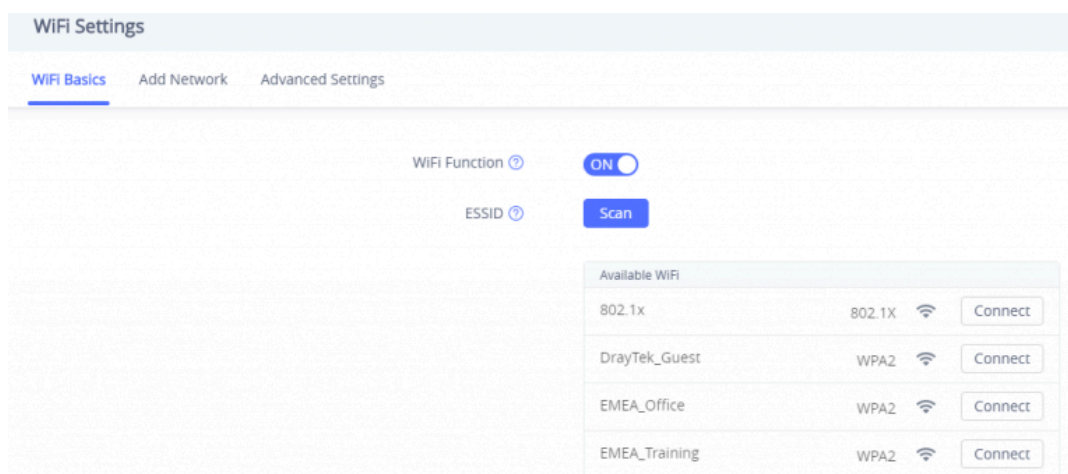 WiFi Settings
WiFi Basics Add Network Advanced Settings
WiFi Function ? ON
ESSID ? Scan
Available WiFi
802.1x 802.1X Connect
DrayTek_Guest WPA2 Connect
EMEA_Office WPA2 Connect
EMEA_Training WPA2 Connect